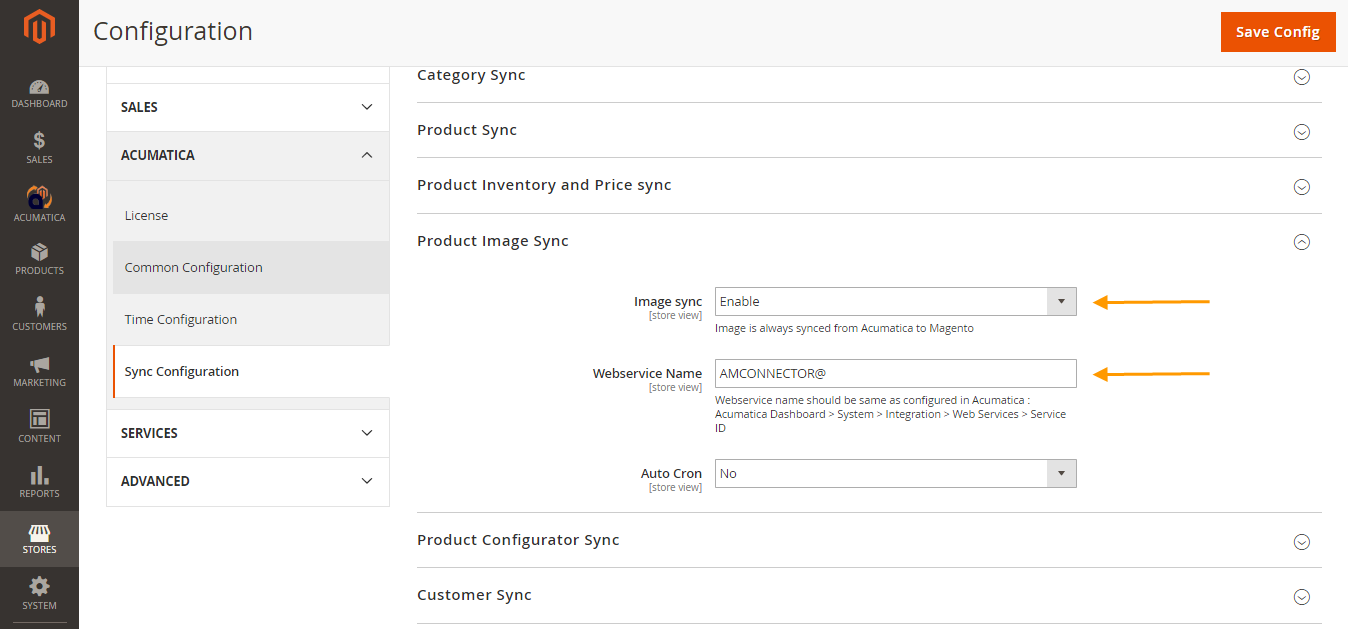 Configuration
Save Config
DASHBOARD
SALES
ACUMATICA
PRODUCTS
CUSTOMERS
MARKETING
CONTENT
REPORTS
STORES
SYSTEM
SALES
ACUMATICA
License
Common Configuration
Time Configuration
Sync Configuration
SERVICES
ADVANCED
Category Sync
Product Sync
Product Inventory and Price sync
Product Image Sync
Image sync
[store view]
Enable
Image is always synced from Acumatica to Magento
Webservice Name
[store view]
AMCONNECTOR@
Webservice name should be same as configured in Acumatica :
Acumatica Dashboard > System > Integration > Web Services > Service
ID
Auto Cron
[store view]
No
Product Configurator Sync
Customer Sync